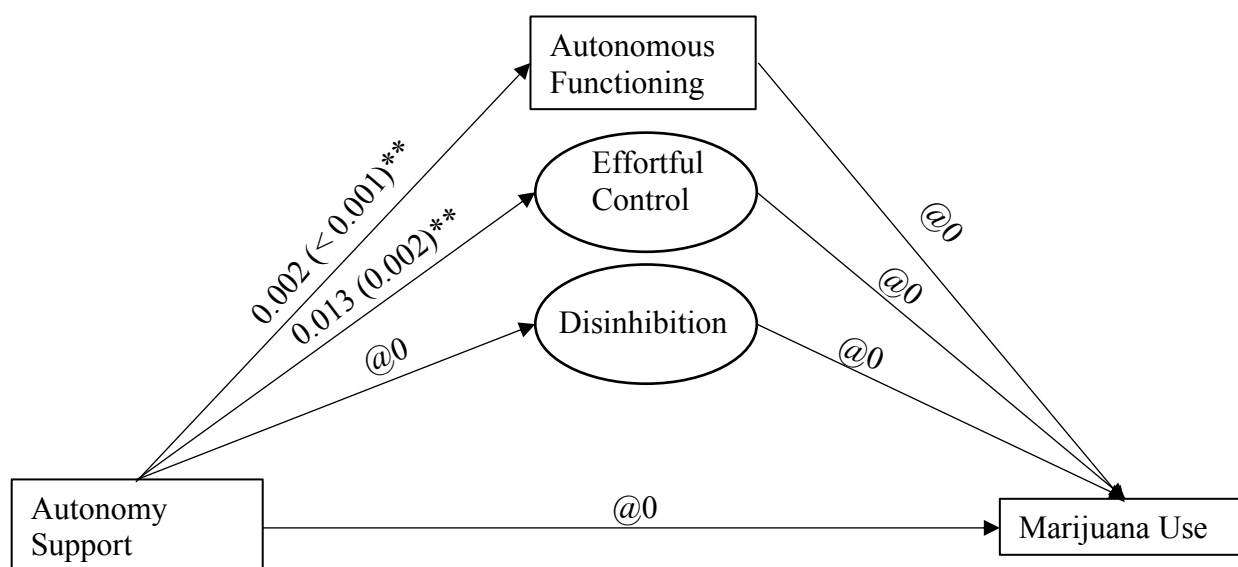 Autonomous
Functioning
Effortful
Control
0.002 (< 0.001)**
0.013 (0.002)**
@0
@0
@0
Disinhibition
@0
@0
Autonomy
Support
Marijuana Use